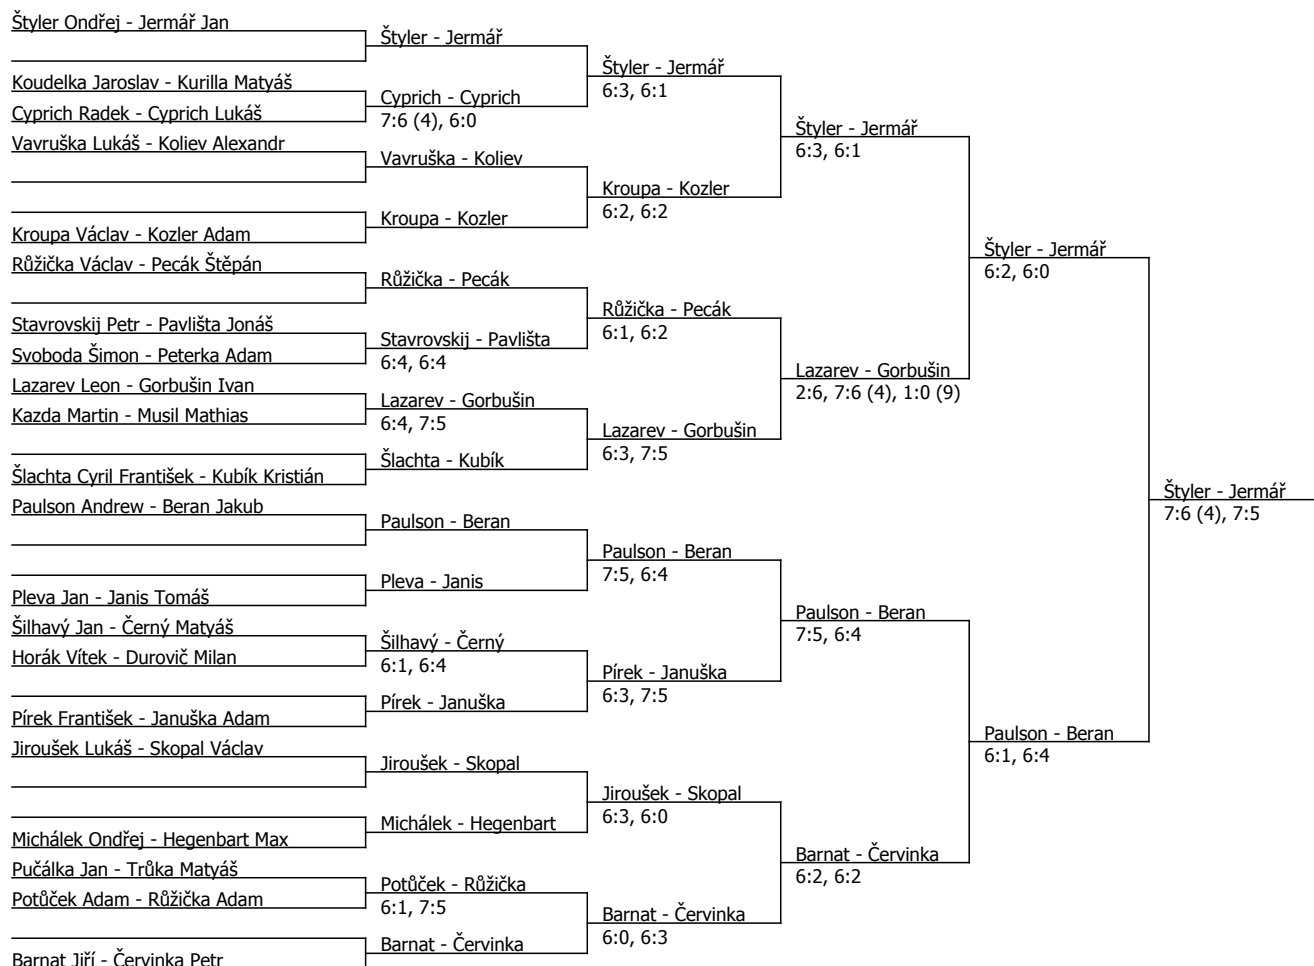 Štyler Ondřej - Jermář Jan
Koudelka Jaroslav - Kurilla Matyáš
Cyprich Radek - Cyprich Lukáš
Vavruška Lukáš - Koliev Alexandr
Kroupa Václav - Kozler Adam
Růžička Václav - Pecák Štěpán
Stavrovskij Petr - Pavlišta Jonáš
Svoboda Šimon - Peterka Adam
Lazarev Leon - Gorbušin Ivan
Kazda Martin - Musil Mathias
Šlachta Cyril František - Kubík Kristián
Paulson Andrew - Beran Jakub
Pleva Jan - Janis Tomáš
Šilhavý Jan - Černý Matyáš
Horák Vítek - Durovič Milan
Pírek František - Januška Adam
Jiroušek Lukáš - Skopal Václav
Michálek Ondřej - Hegenbart Max
Pučálka Jan - Trůka Matyáš
Potůček Adam - Růžička Adam
Barnat Jiří - Červinka Petr
Štyler - Jermář
Cyprich - Cyprich
7:6 (4), 6:0
Vavruška - Koliev
Kroupa - Kozler
Růžička - Pecák
Stavrovskij - Pavlišta
6:4, 6:4
Lazarev - Gorbušin
6:4, 7:5
Šlachta - Kubík
Paulson - Beran
Pleva - Janis
Šilhavý - Černý
6:1, 6:4
Pírek - Januška
Jiroušek - Skopal
Michálek - Hegenbart
Potůček - Růžička
6:1, 7:5
Barnat - Červinka
Štyler - Jermář
6:3, 6:1
Kroupa - Kozler
6:2, 6:2
Růžička - Pecák
6:1, 6:2
Lazarev - Gorbušin
6:3, 7:5
Paulson - Beran
7:5, 6:4
Pírek - Januška
6:3, 7:5
Jiroušek - Skopal
6:3, 6:0
Barnat - Červinka
6:0, 6:3
Štyler - Jermář
6:3, 6:1
Lazarev - Gorbušin
2:6, 7:6 (4), 1:0 (9)
Paulson - Beran
7:5, 6:4
Barnat - Červinka
6:2, 6:2
Štyler - Jermář
6:2, 6:0
Paulson - Beran
6:1, 6:4
Štyler - Jermář
7:6 (4), 7:5